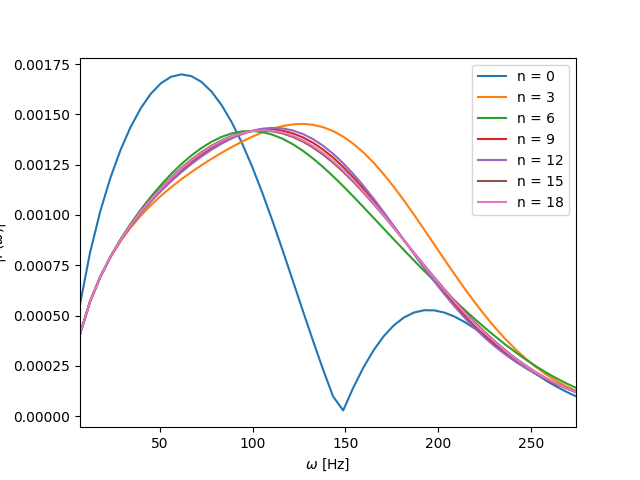 0.00175
0.00150
0.00125
0.00100
0.00075
0.00050
0.00025
0.00000
50
100
150
200
250
ω [Hz]
n = 0
n = 3
n = 6
n = 9
n = 12
n = 15
n = 18